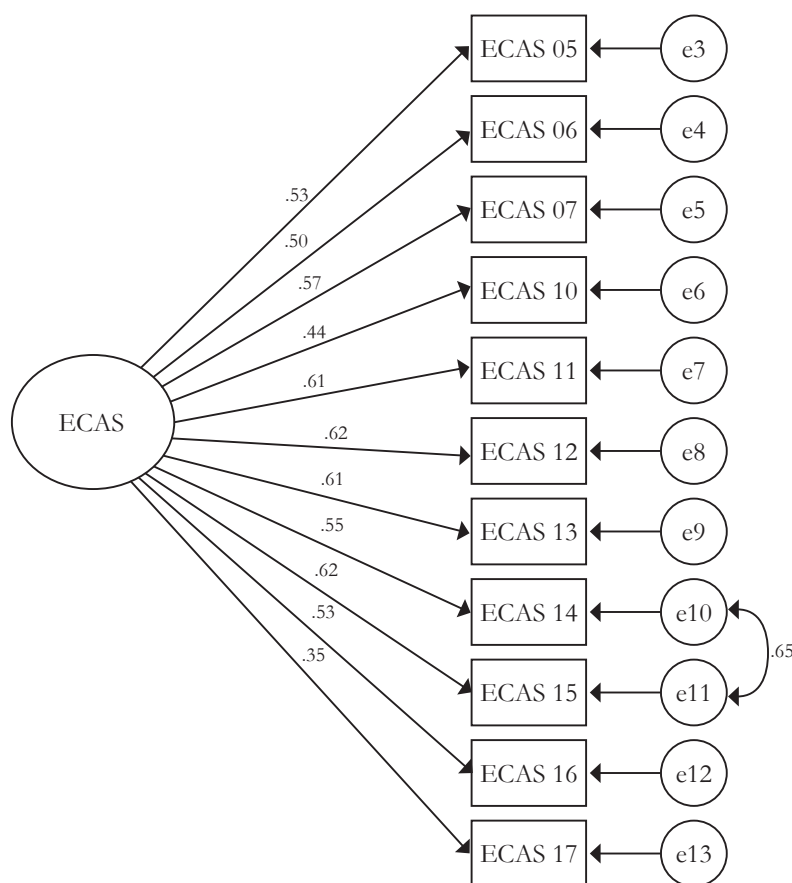 ECAS 05
e3
ECAS 06
e4
.53
ECAS 07
e5
.50
.57
ECAS 10
e6
.44
ECAS 11
e7
.61
ECAS
.62
ECAS 12
e8
.61
ECAS 13
e9
.55
.62
ECAS 14
e10
.53
.65
.35
ECAS 15
e11
ECAS 16
e12
ECAS 17
e13